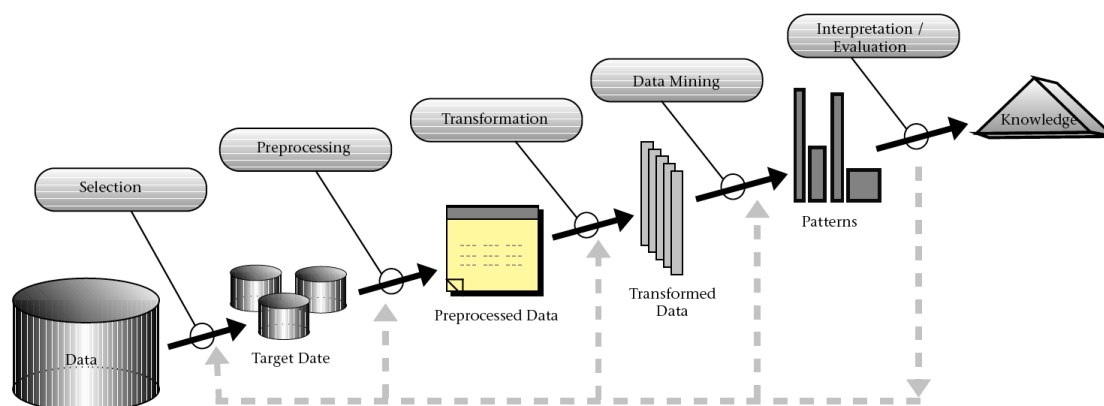 Interpretation /
Evaluation
Data Mining
Transformation
Preprocessing
Selection
Knowledge
Patterns
Transformed
Data
Preprocessed Data
Target Date
Data